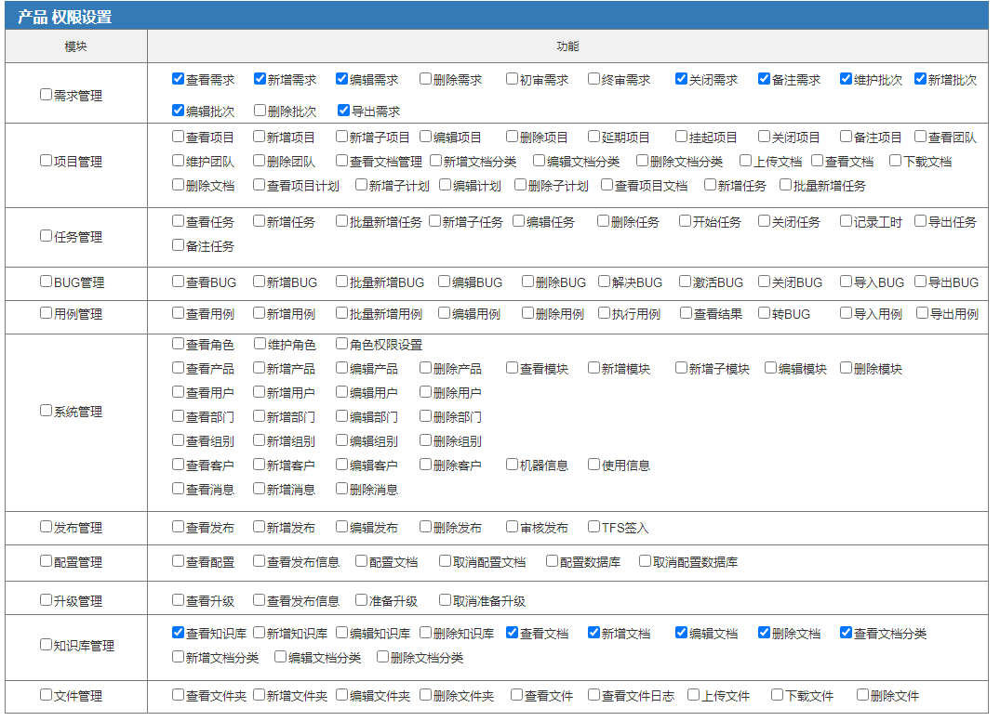 产品 权限设置
模块 功能
需求管理
查看需求 新增需求 编辑需求 删除需求 初审需求 终审需求 关闭需求 备注需求 维护批次 新增批次
编辑批次 删除批次 导出需求
项目管理
查看项目 新增项目 新增子项目 编辑项目 删除项目 延期项目 挂起项目 关闭项目 备注项目 查看团队
维护团队 删除团队 查看文档管理 新增文档分类 编辑文档分类 删除文档分类 上传文档 查看文档 下载文档
删除文档 查看项目计划 新增子计划 编辑计划 删除子计划 查看项目文档 新增任务 批量新增任务
任务管理
查看任务 新增任务 批量新增任务 新增子任务 编辑任务 删除任务 开始任务 关闭任务 记录工时 导出任务
备注任务
BUG管理
查看BUG 新增BUG 批量新增BUG 编辑BUG 删除BUG 解决BUG 激活BUG 关闭BUG 导入BUG 导出BUG
用例管理
查看用例 新增用例 批量新增用例 编辑用例 删除用例 执行用例 查看结果 转BUG 导入用例 导出用例
系统管理
查看角色 维护角色 角色权限设置
查看产品 新增产品 编辑产品 删除产品 查看模块 新增模块 新增子模块 编辑模块 删除模块
查看用户 新增用户 编辑用户 删除用户
查看部门 新增部门 编辑部门 删除部门
查看组别 新增组别 编辑组别 删除组别
查看客户 新增客户 编辑客户 删除客户 机器信息 使用信息
查看消息 新增消息 删除消息
发布管理
查看发布 新增发布 编辑发布 删除发布 审核发布 TFS签入
配置管理
查看配置 查看发布信息 配置文档 取消配置文档 配置数据库 取消配置数据库
升级管理
查看升级 查看发布信息 准备升级 取消准备升级
知识库管理
查看知识库 新增知识库 编辑知识库 删除知识库 查看文档 新增文档 编辑文档 删除文档 查看文档分类
新增文档分类 编辑文档分类 删除文档分类
文件管理
查看文件夹 新增文件夹 编辑文件夹 删除文件夹 查看文件 查看文件日志 上传文件 下载文件 删除文件